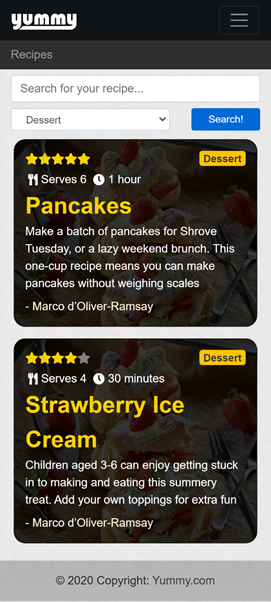 yummy
Recipes
Search for your recipe...
Dessert
Search!
Dessert
Serves 6 1 hour
Pancakes
Make a batch of pancakes for Shrove
Tuesday, or a lazy weekend brunch. This
one-cup recipe means you can make
pancakes without weighing scales
- Marco d'Oliver-Ramsay
Dessert
Serves 4 30 minutes
Strawberry Ice
Cream
Children aged 3-6 can enjoy getting stuck
in to making and eating this summery
treat. Add your own toppings for extra fun
- Marco d'Oliver-Ramsay
© 2020 Copyright: Yummy.com